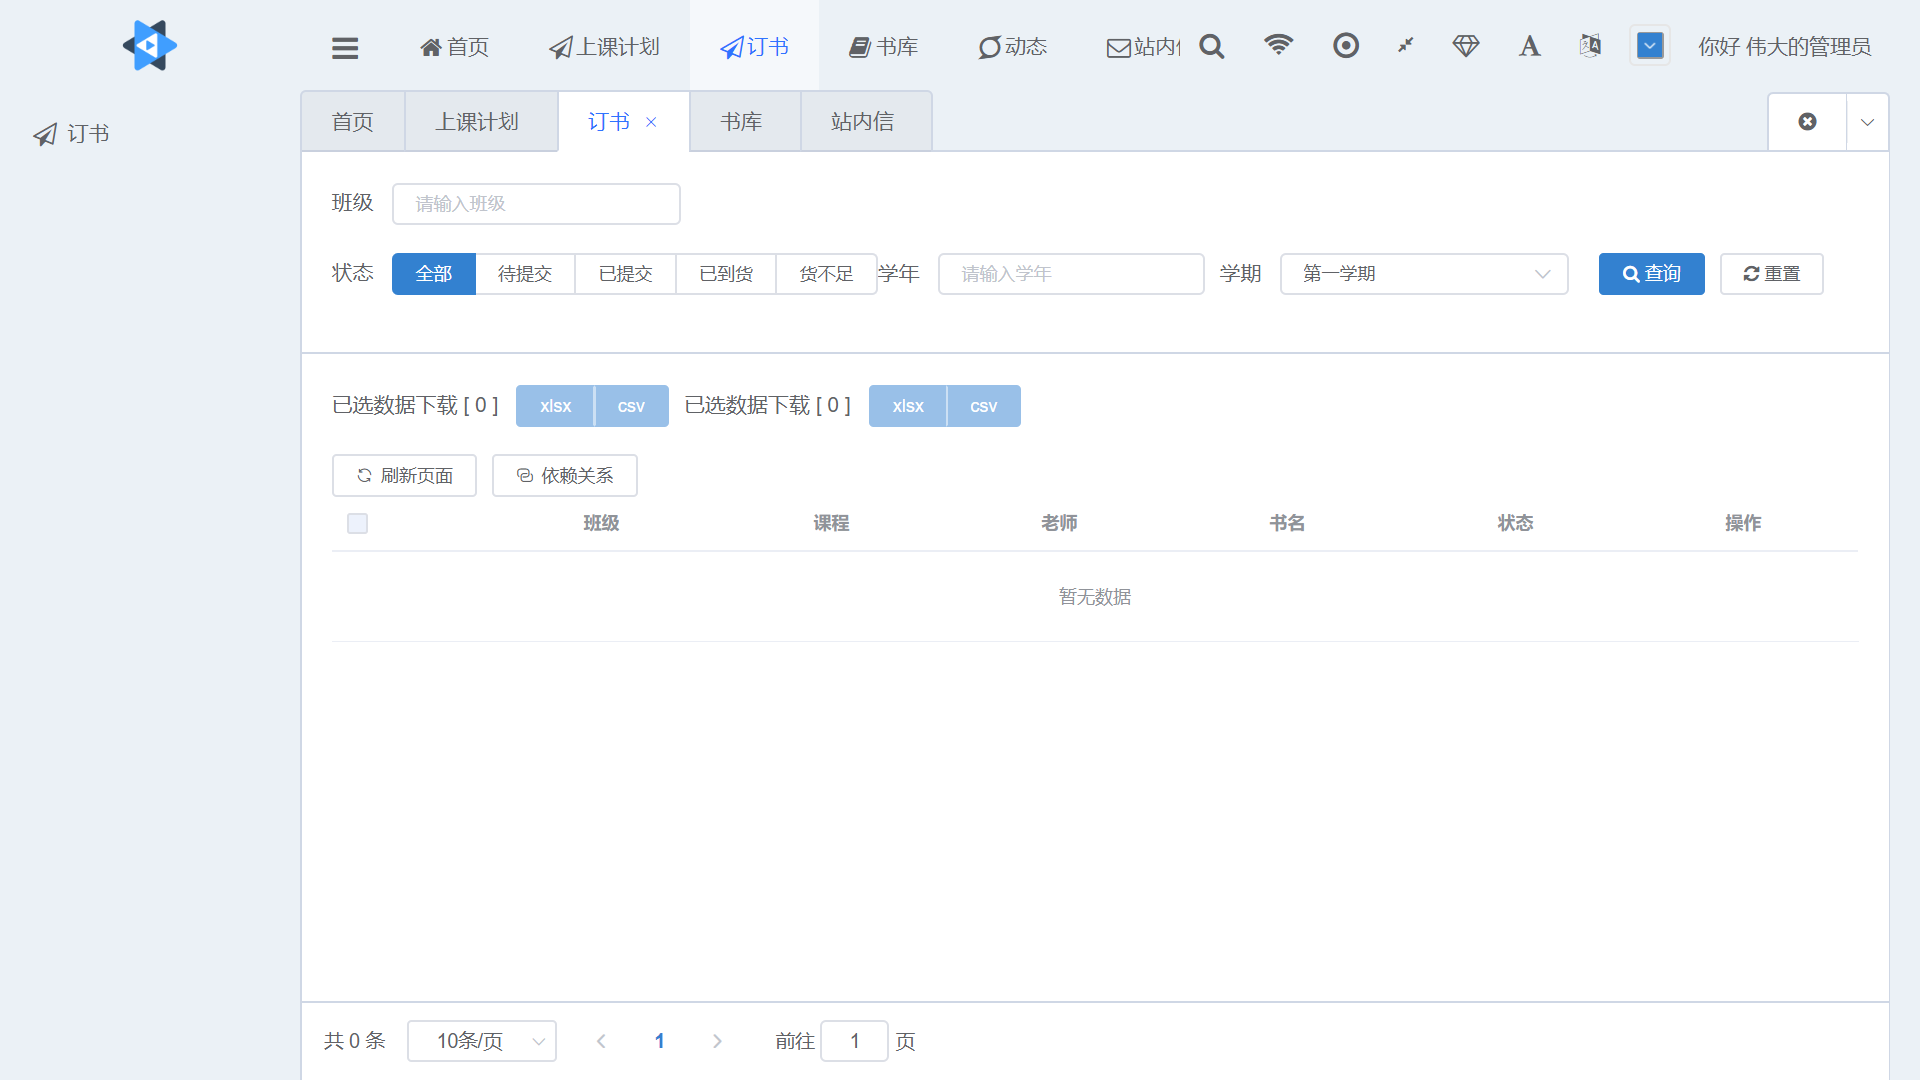 首页 上课计划 订书 书库 动态 站内 你好 伟大的管理员
订书
首页 上课计划 订书 书库 站内信
班级 请输入班级
状态 全部 待提交 已提交 已到货 货不足 学年 请输入学年 学期 第一学期 查询 重置
已选数据下载 [ 0 ] xlsx csv 已选数据下载 [ 0 ] xlsx csv
刷新页面 依赖关系
班级 课程 老师 书名 状态 操作
暂无数据
共 0 条 10条/页 1 前往 1 页